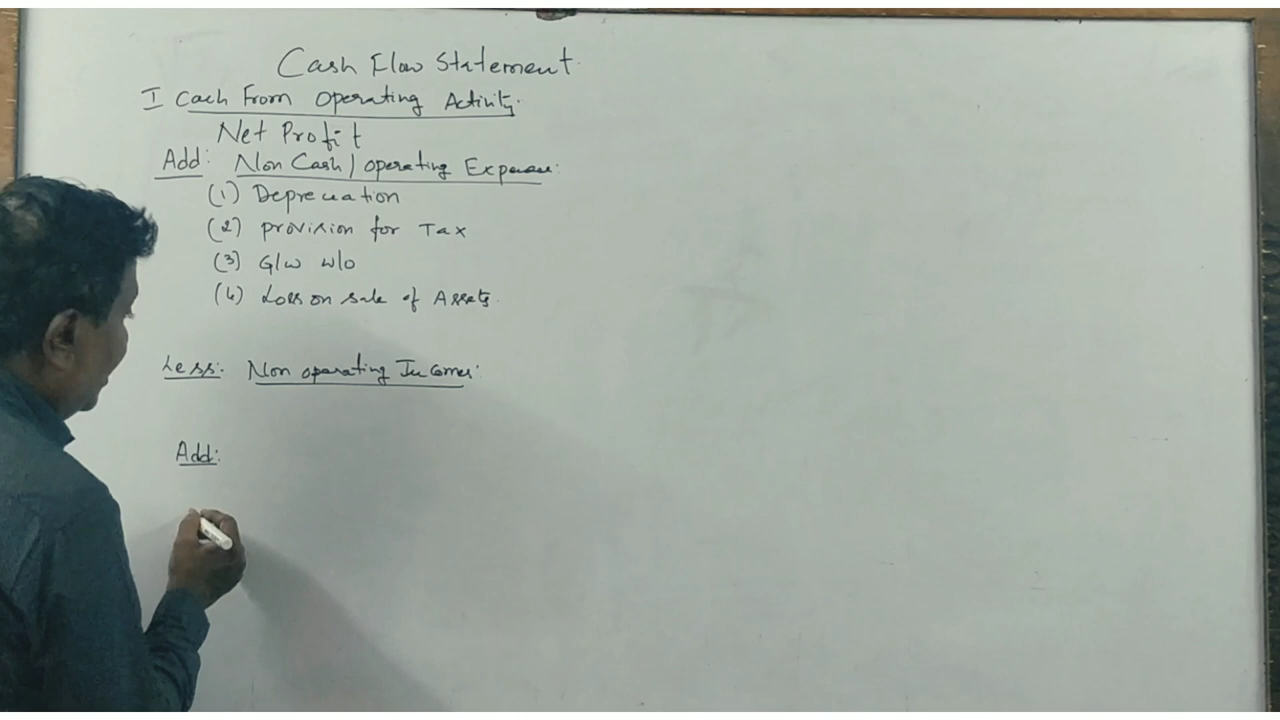 Cash Flow Statement
I Cash From Operating Activity.
Net Profit
Add: Non Cash / operating Expenses:
(1) Depreciation
(2) provision for Tax
(3) G/w w/o
(4) Loss on sale of Assets.
Less: Non operating Incomes:
Add: